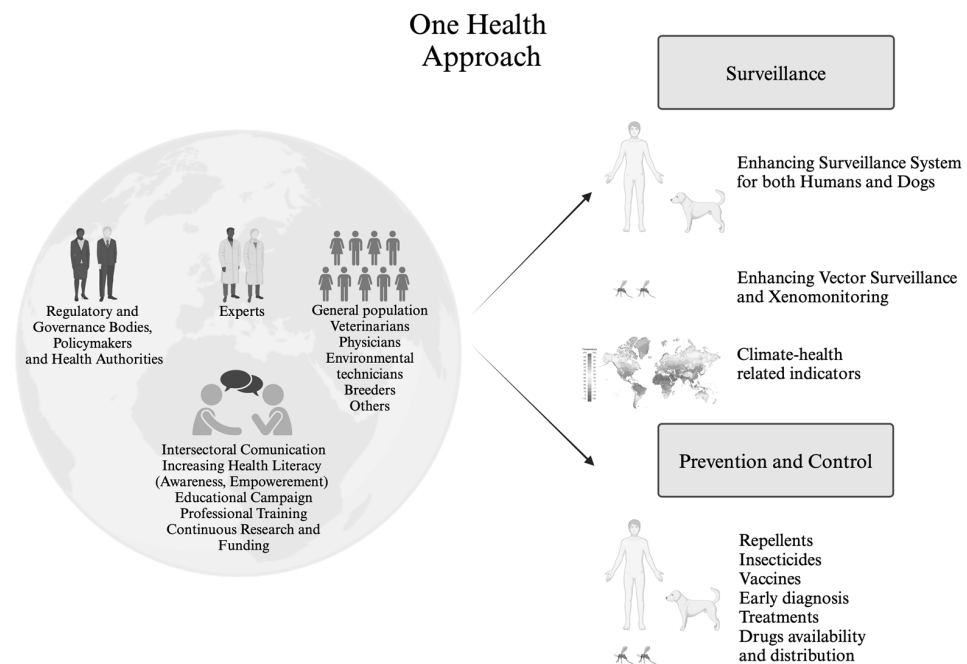 One Health
Approach
Surveillance
Enhancing Surveillance System
for both Humans and Dogs
Enhancing Vector Surveillance
and Xenomonitoring
Climate-health
related indicators
Regulatory and
Governance Bodies,
Policymakers
and Health Authorities
Experts
General population
Veterinarians
Physicians
Environmental
technicians
Breeders
Others
Intersectoral Comunication
Increasing Health Literacy
(Awareness, Empowerement)
Educational Campaign
Professional Training
Continuous Research and
Funding
Prevention and Control
Repellents
Insecticides
Vaccines
Early diagnosis
Treatments
Drugs availability
and distribution